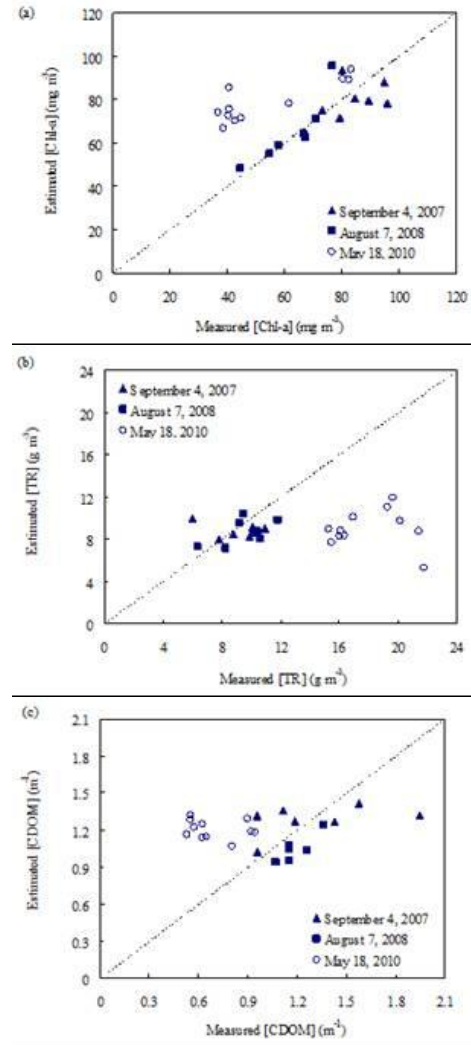 (a)
120
100
80
60
40
20
0
Estimated [Chl-a] (mg m⁻³)
September 4, 2007
August 7, 2008
May 18, 2010
0 20 40 60 80 100 120
Measured [Chl-a] (mg m⁻³)
(b)
24
20
16
12
8
4
0
Estimated [TR] (g m⁻³)
September 4, 2007
August 7, 2008
May 18, 2010
0 4 8 12 16 20 24
Measured [TR] (g m⁻³)
(c)
2.1
1.8
1.5
1.2
0.9
0.6
0.3
0
Estimated [CDOM] (m⁻¹)
September 4, 2007
August 7, 2008
May 18, 2010
0 0.3 0.6 0.9 1.2 1.5 1.8 2.1
Measured [CDOM] (m⁻¹)